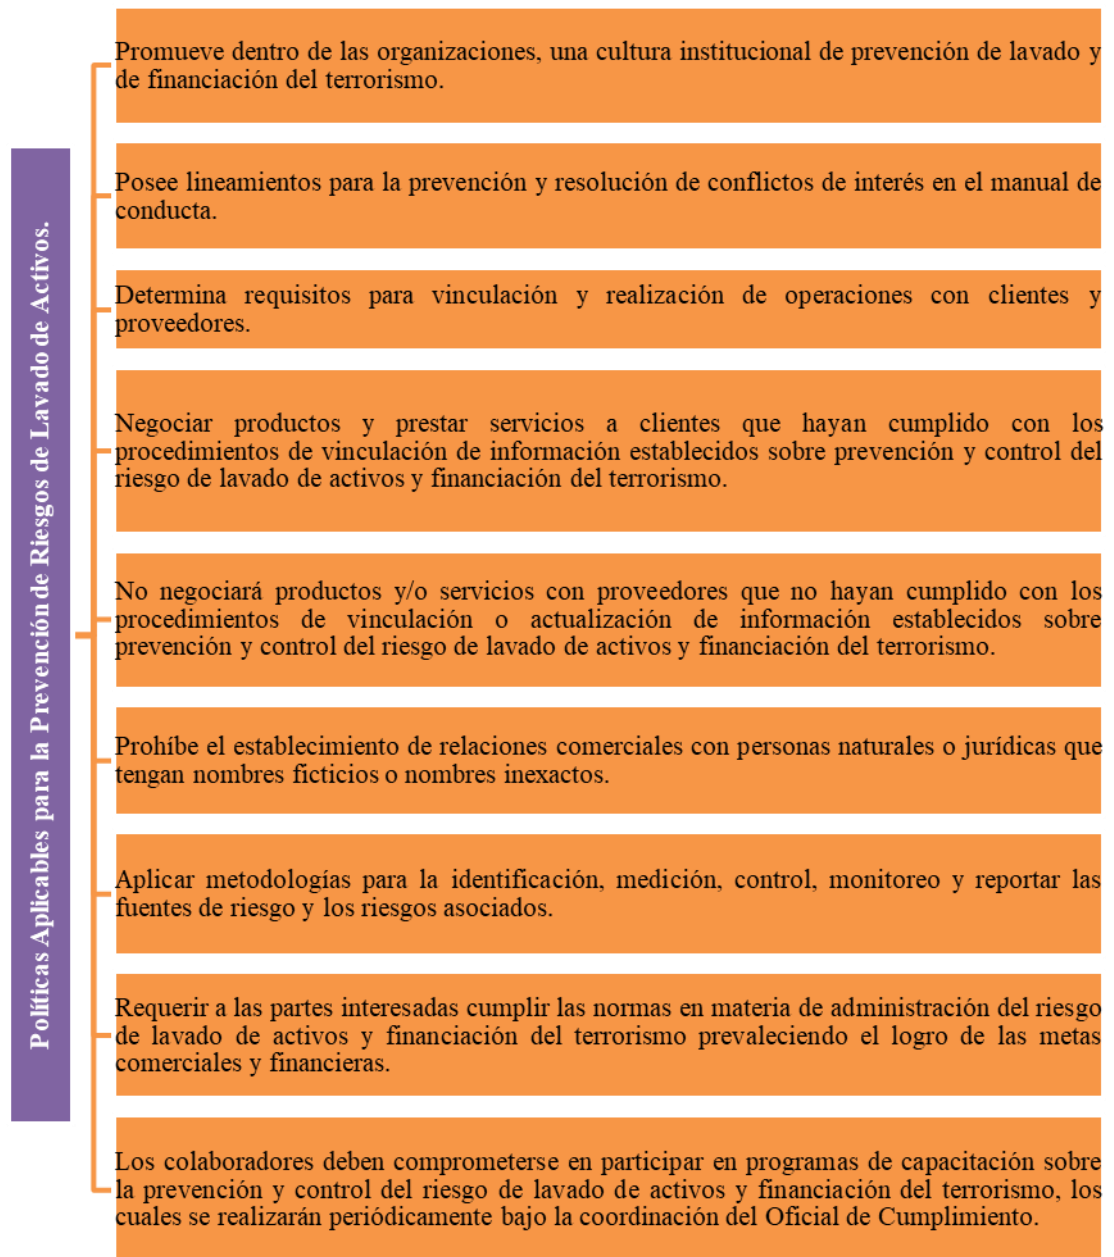 Políticas Aplicables para la Prevención de Riesgos de Lavado de Activos.
Promueve dentro de las organizaciones, una cultura institucional de prevención de lavado y
de financiación del terrorismo.
Posee lineamientos para la prevención y resolución de conflictos de interés en el manual de
conducta.
Determina requisitos para vinculación y realización de operaciones con clientes y
proveedores.
Negociar productos y prestar servicios a clientes que hayan cumplido con los
procedimientos de vinculación de información establecidos sobre prevención y control del
riesgo de lavado de activos y financiación del terrorismo.
No negociará productos y/o servicios con proveedores que no hayan cumplido con los
procedimientos de vinculación o actualización de información establecidos sobre
prevención y control del riesgo de lavado de activos y financiación del terrorismo.
Prohíbe el establecimiento de relaciones comerciales con personas naturales o jurídicas que
tengan nombres ficticios o nombres inexactos.
Aplicar metodologías para la identificación, medición, control, monitoreo y reportar las
fuentes de riesgo y los riesgos asociados.
Requerir a las partes interesadas cumplir las normas en materia de administración del riesgo
de lavado de activos y financiación del terrorismo prevaleciendo el logro de las metas
comerciales y financieras.
Los colaboradores deben comprometerse en participar en programas de capacitación sobre
la prevención y control del riesgo de lavado de activos y financiación del terrorismo, los
cuales se realizarán periódicamente bajo la coordinación del Oficial de Cumplimiento.